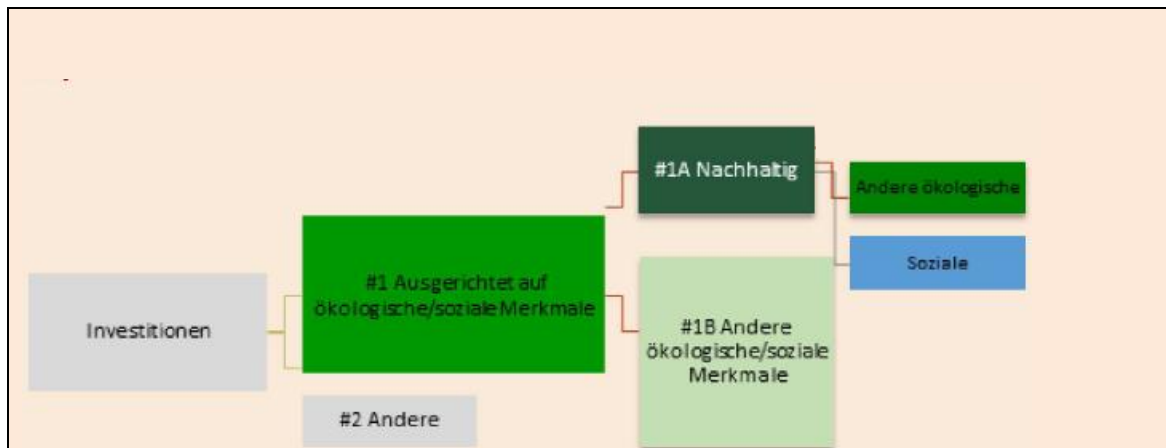 #1A Nachhaltig
Andere ökologische
Soziale
#1 Ausgerichtet auf
ökologische/soziale Merkmale
Investitionen
#1B Andere
ökologische/soziale
Merkmale
#2 Andere